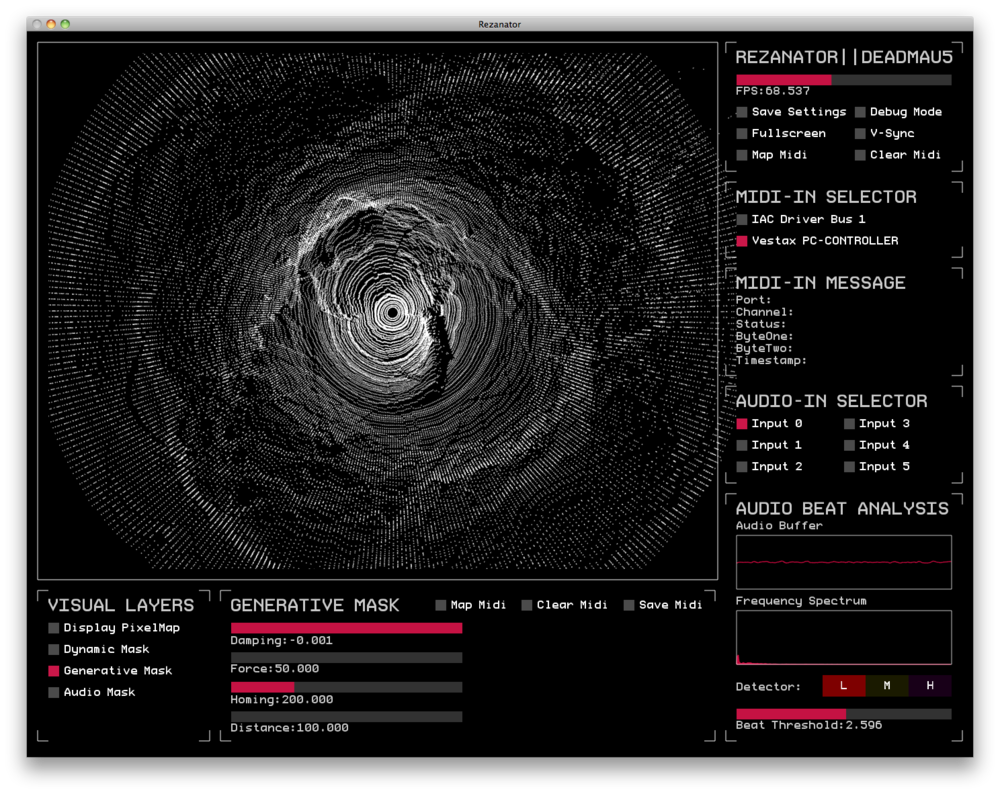 Rezanator
REZANATOR||DEADMAU5
FPS:68.537
Save Settings Debug Mode
Fullscreen V-Sync
Map Midi Clear Midi
MIDI-IN SELECTOR
IAC Driver Bus 1
Vestax PC-CONTROLLER
MIDI-IN MESSAGE
Port:
Channel:
Status:
ByteOne:
ByteTwo:
Timestamp:
AUDIO-IN SELECTOR
Input 0 Input 3
Input 1 Input 4
Input 2 Input 5
AUDIO BEAT ANALYSIS
Audio Buffer
Frequency Spectrum
Detector: L M H
Beat Threshold:2.596
VISUAL LAYERS
Display PixelMap
Dynamic Mask
Generative Mask
Audio Mask
GENERATIVE MASK Map Midi Clear Midi Save Midi
Damping:-0.001
Force:50.000
Homing:200.000
Distance:100.000